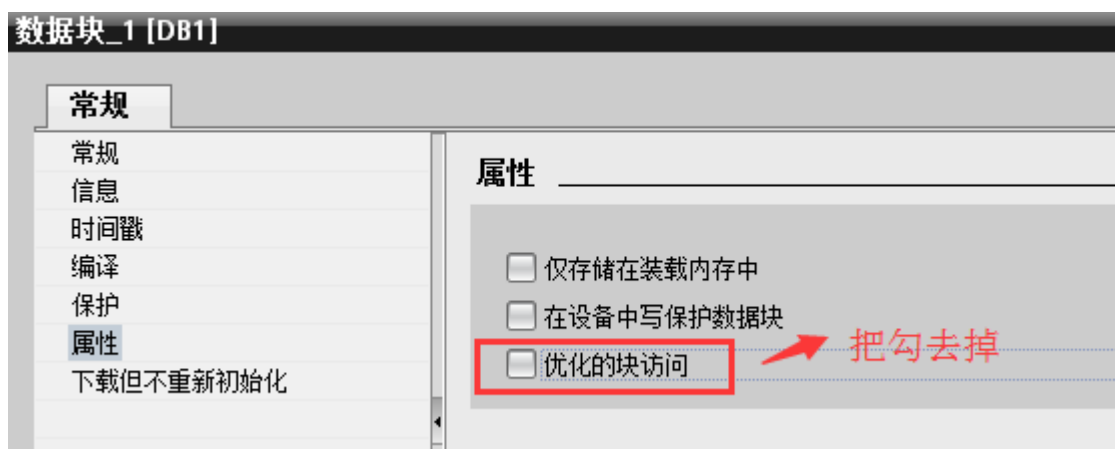 数据块_1 [DB1]
常规
常规
信息
时间戳
编译
保护
属性
下载但不重新初始化
属性
仅存储在装载内存中
在设备中写保护数据块
优化的块访问
把勾去掉